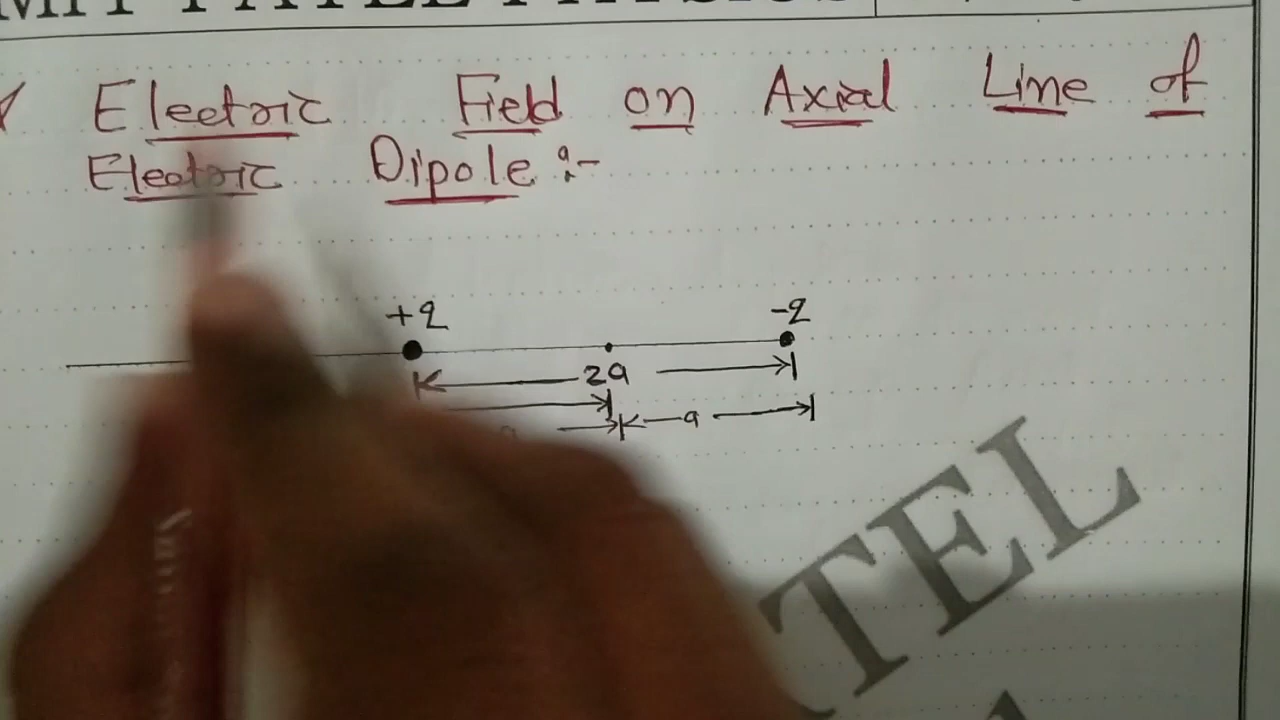 Electric Field on Axial Line of
Electric Dipole :-
+q -q
2a
a
TEL